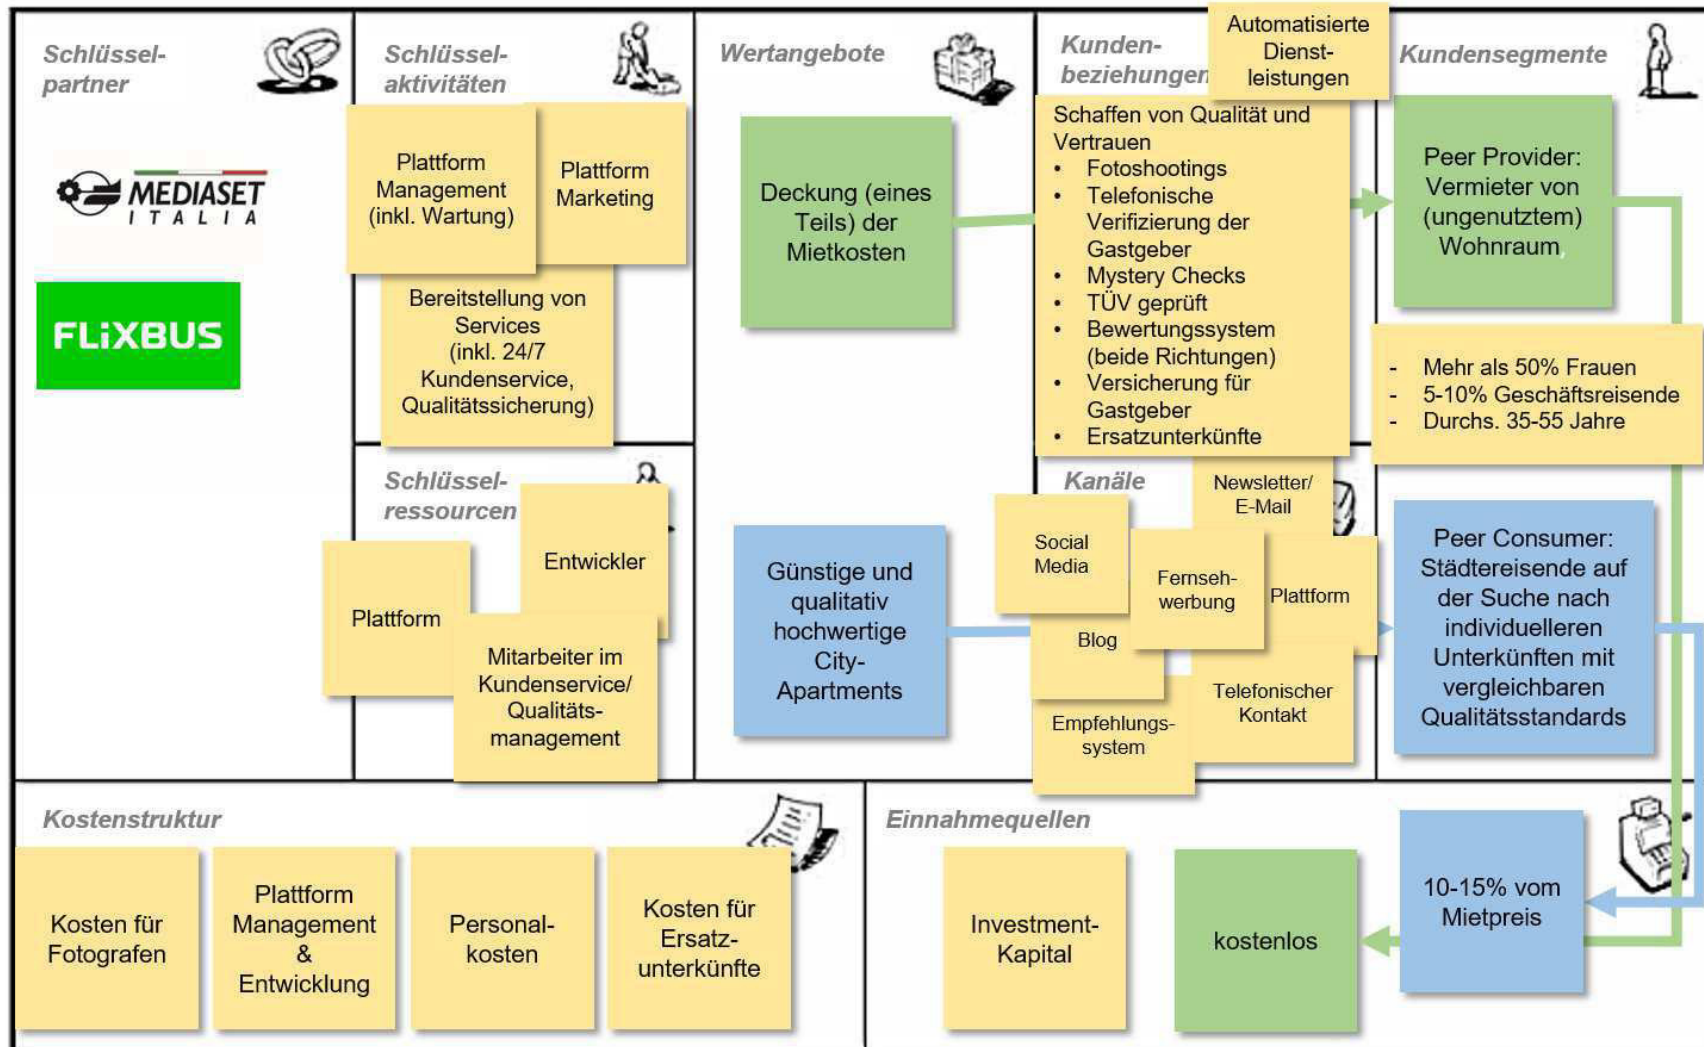 Schlüssel-
partner
MEDIASET
ITALIA
FLiXBUS
Schlüssel-
aktivitäten
Plattform
Management
(inkl. Wartung)
Plattform
Marketing
Bereitstellung von
Services
(inkl. 24/7
Kundenservice,
Qualitätssicherung)
Schlüssel-
ressourcen
Entwickler
Plattform
Mitarbeiter im
Kundenservice/
Qualitäts-
management
Wertangebote
Deckung (eines
Teils) der
Mietkosten
Günstige und
qualitativ
hochwertige
City-
Apartments
Kunden-
beziehungen
Automatisierte
Dienst-
leistungen
Schaffen von Qualität und
Vertrauen
• Fotoshootings
• Telefonische
Verifizierung der
Gastgeber
• Mystery Checks
• TÜV geprüft
• Bewertungssystem
(beide Richtungen)
• Versicherung für
Gastgeber
• Ersatzunterkünfte
Kanäle
Newsletter/
E-Mail
Social
Media
Fernseh-
werbung
Plattform
Blog
Telefonischer
Kontakt
Empfehlungs-
system
Kundensegmente
Peer Provider:
Vermieter von
(ungenutztem)
Wohnraum,
- Mehr als 50% Frauen
- 5-10% Geschäftsreisende
- Durchs. 35-55 Jahre
Peer Consumer:
Städtereisende auf
der Suche nach
individuelleren
Unterkünften mit
vergleichbaren
Qualitätsstandards
Kostenstruktur
Kosten für
Fotografen
Plattform
Management
&
Entwicklung
Personal-
kosten
Kosten für
Ersatz-
unterkünfte
Einnahmequellen
Investment-
Kapital
kostenlos
10-15% vom
Mietpreis